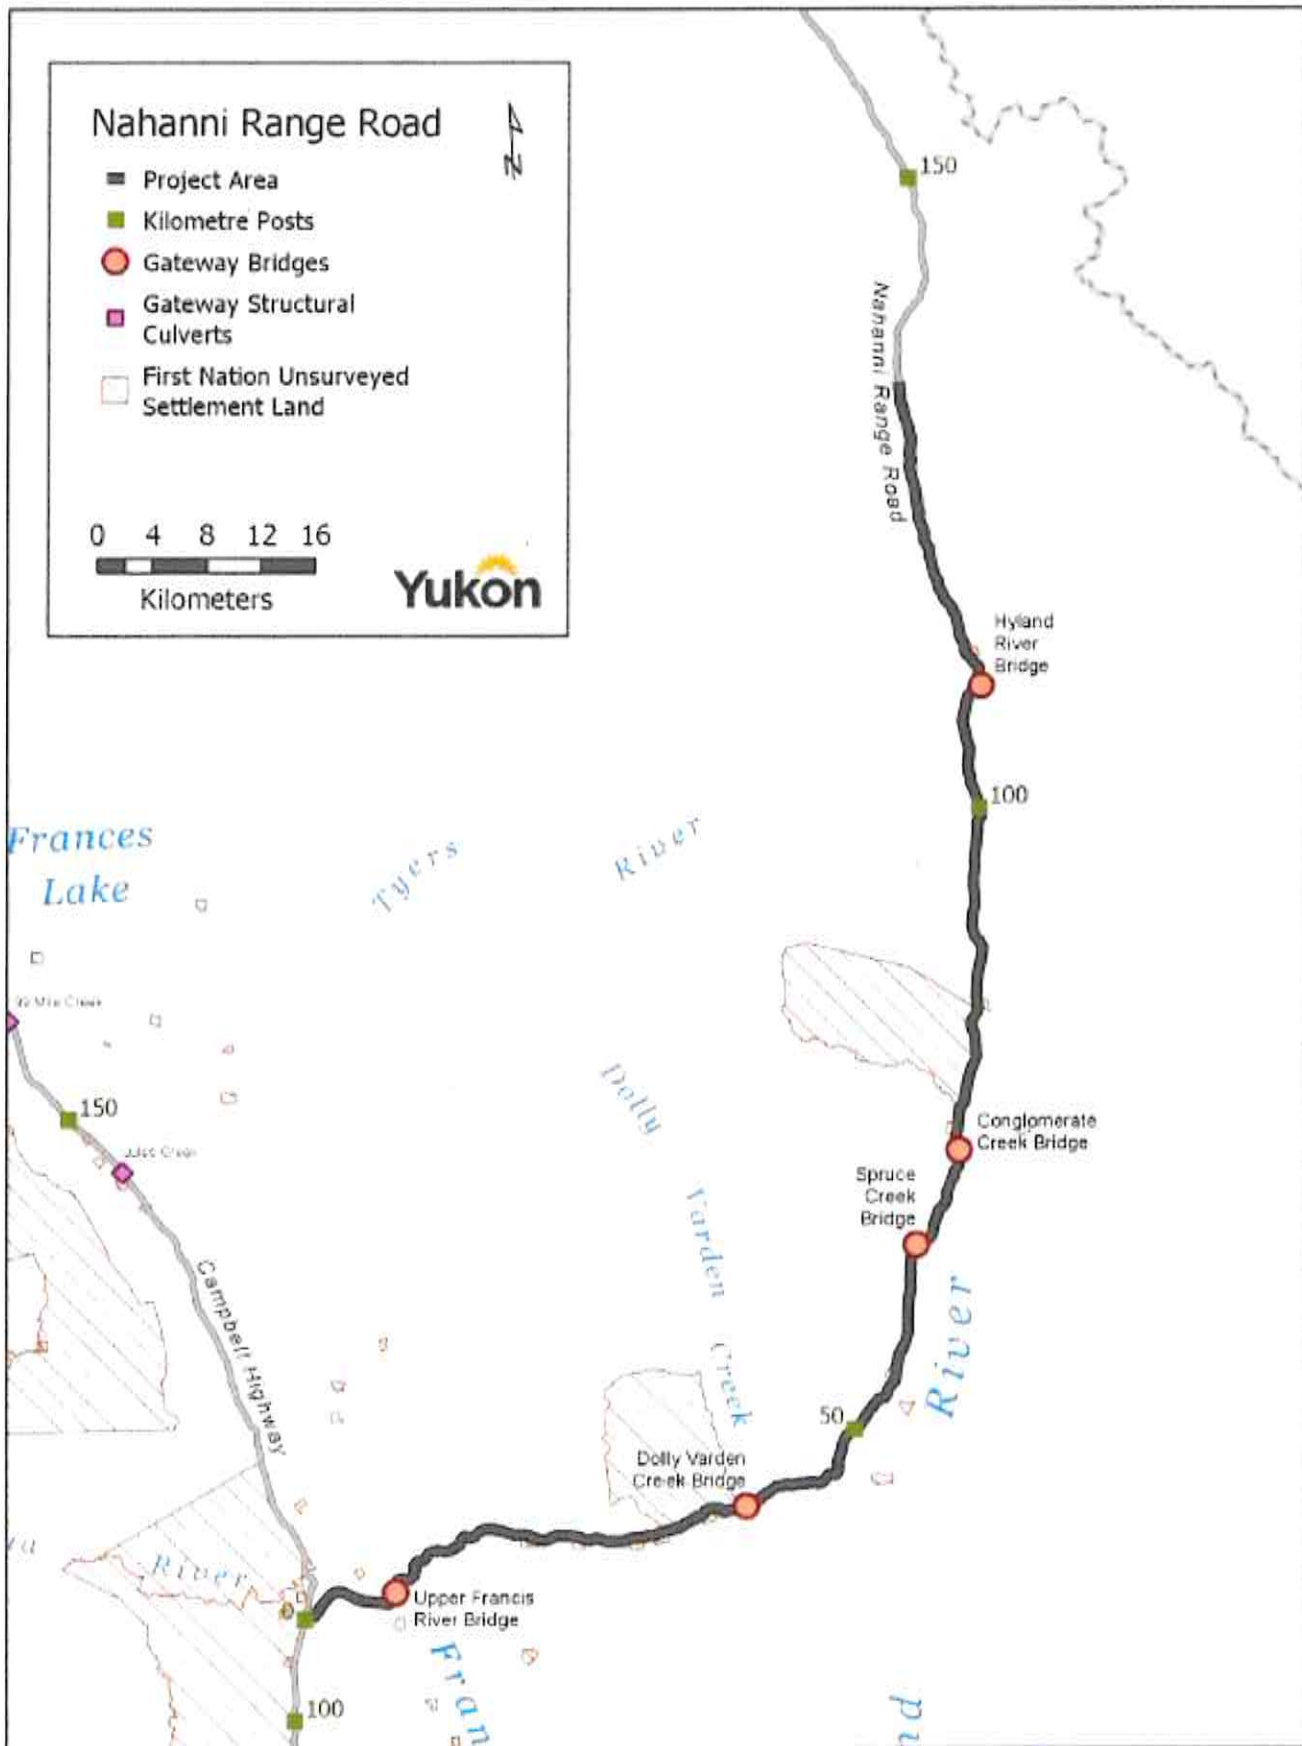 Nahanni Range Road
N
Project Area
Kilometre Posts
Gateway Bridges
Gateway Structural
Culverts
First Nation Unsurveyed
Settlement Land
0 4 8 12 16
Kilometers
Yukon
150
Nahanni Range Road
Hyland
River
Bridge
100
Frances
Lake
Tyers River
150
Dolly Varden Creek
Conglomerate
Creek Bridge
Spruce
Creek
Bridge
River
Campbell Highway
50
Dolly Varden
Creek Bridge
River
0
Upper Francis
River Bridge
Fran
100
nd